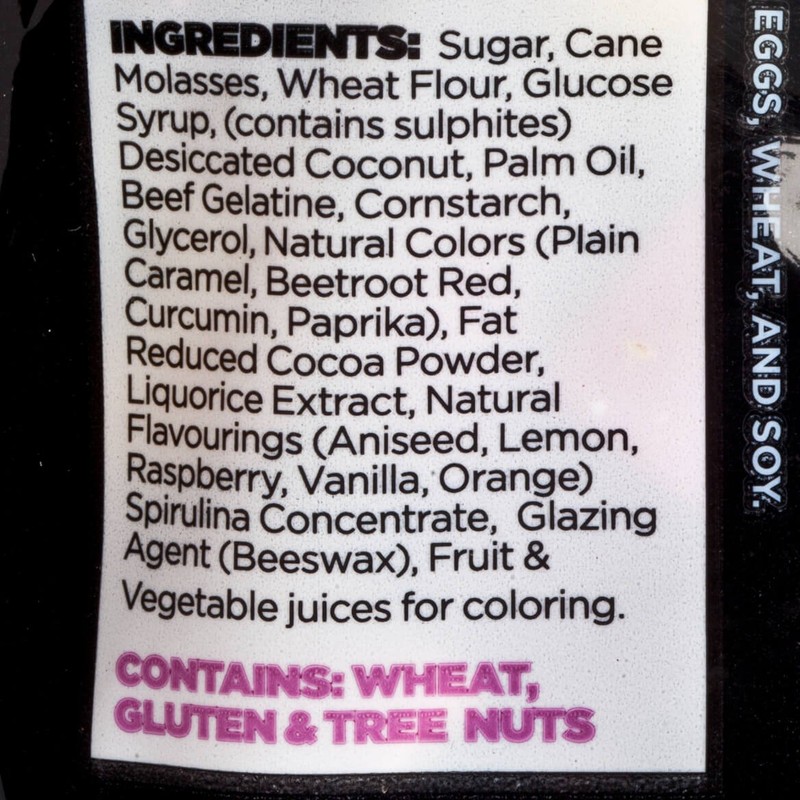 INGREDIENTS: Sugar, Cane
Molasses, Wheat Flour, Glucose
Syrup, (contains sulphites)
Desiccated Coconut, Palm Oil,
Beef Gelatine, Cornstarch,
Glycerol, Natural Colors (Plain
Caramel, Beetroot Red,
Curcumin, Paprika), Fat
Reduced Cocoa Powder,
Liquorice Extract, Natural
Flavourings (Aniseed, Lemon,
Raspberry, Vanilla, Orange)
Spirulina Concentrate, Glazing
Agent (Beeswax), Fruit &
Vegetable juices for coloring.
CONTAINS: WHEAT,
GLUTEN & TREE NUTS
EGGS, WHEAT, AND SOY.